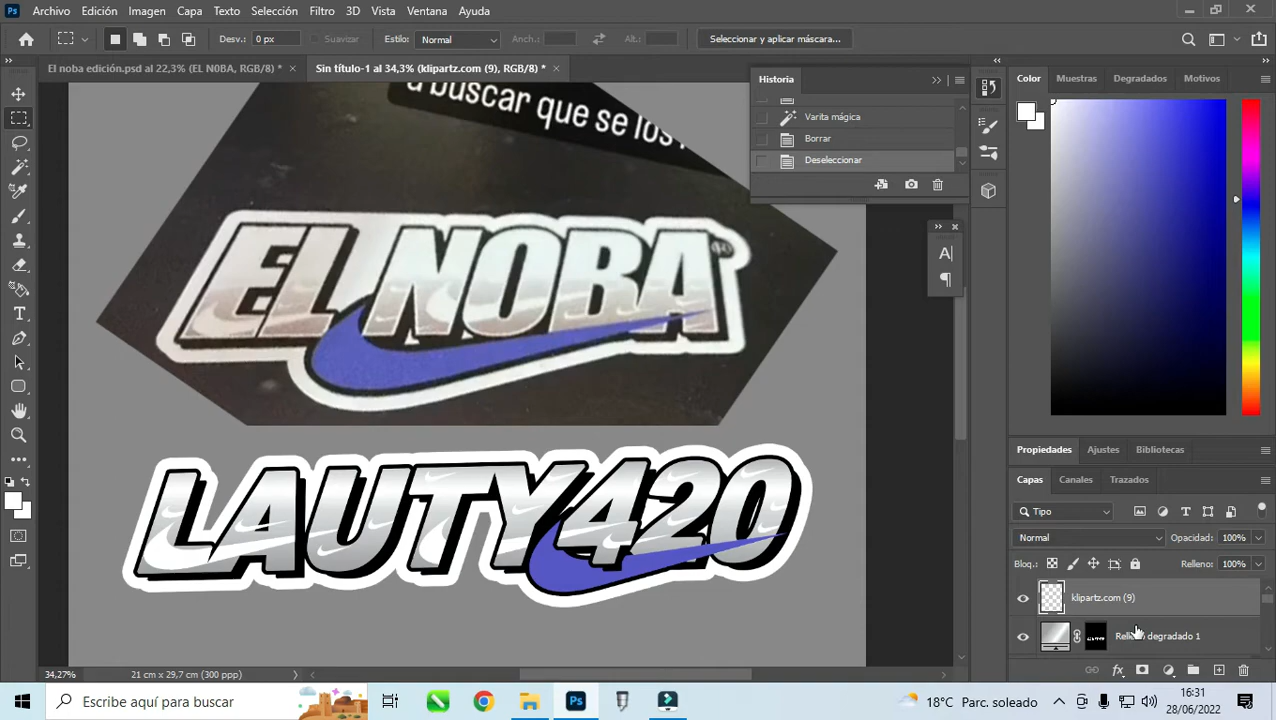 Archivo Edición Imagen Capa Texto Selección Filtro 3D Vista Ventana Ayuda
Desv.: 0 px Suavizar Estilo: Normal Anch.: Alt.: Seleccionar y aplicar máscara...
El noba edición.psd al 22,3% (EL N0BA, RGB/8) * × Sin título-1 al 34,3% (klipartz.com (9), RGB/8) * ×
Historia
Varita mágica
Borrar
Deseleccionar
Color Muestras Degradados Motivos
a buscar que se los
EL NOBA
LAUTY420
Propiedades Ajustes Bibliotecas
Capas Canales Trazados
Tipo
Normal Opacidad: 100%
Bloq.: Relleno: 100%
klipartz.com (9)
Relleno degradado 1
34,27% 21 cm x 29,7 cm (300 ppp)
Escribe aquí para buscar
18°C Parc. soleado
16:31
28/06/2022